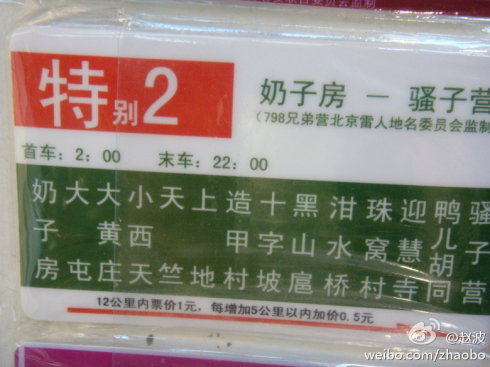 特别2
奶子房 — 骚子营
(798兄弟营北京雷人地名委员会监制
首车：2：00 末车：22：00
奶子房
大屯
大黄庄
小西天
天竺
上地
造甲村
十字坡
黑山扈
泔水桥
珠窝村
迎慧寺
鸭儿胡同
骚子营
12公里内票价1元，每增加5公里以内加价0.5元
@赵波
weibo.com/zhaobo